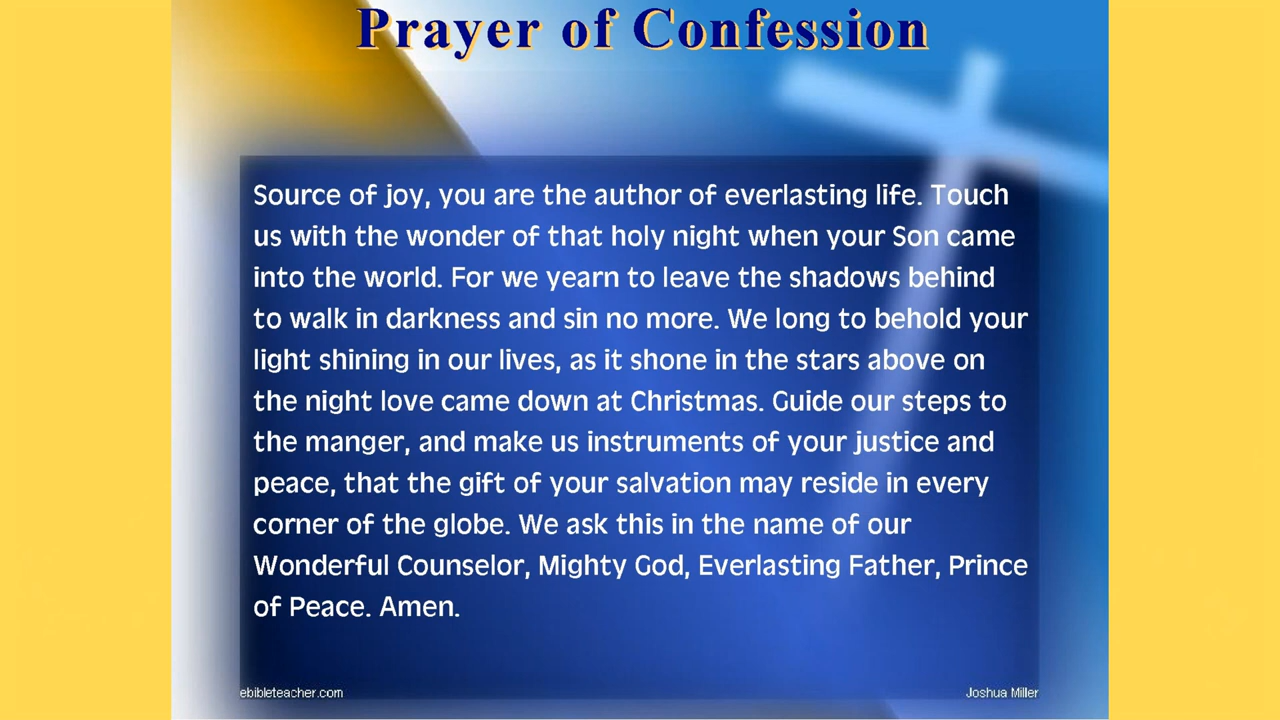 Prayer of Confession
Source of joy, you are the author of everlasting life. Touch
us with the wonder of that holy night when your Son came
into the world. For we yearn to leave the shadows behind
to walk in darkness and sin no more. We long to behold your
light shining in our lives, as it shone in the stars above on
the night love came down at Christmas. Guide our steps to
the manger, and make us instruments of your justice and
peace, that the gift of your salvation may reside in every
corner of the globe. We ask this in the name of our
Wonderful Counselor, Mighty God, Everlasting Father, Prince
of Peace. Amen.
ebibleteacher.com
Joshua Miller